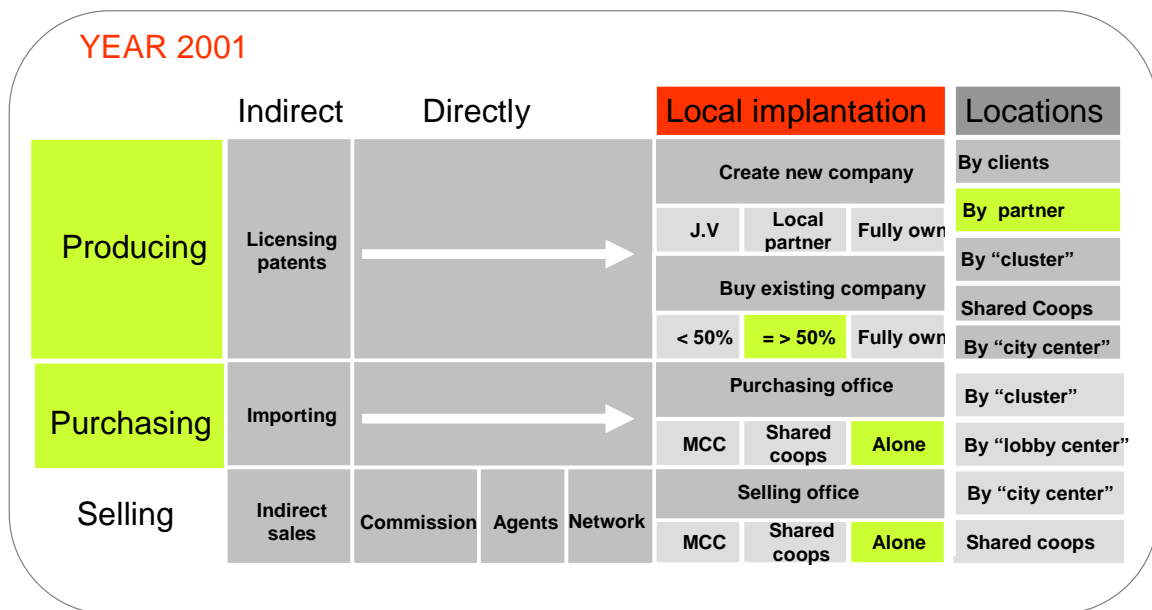 YEAR 2001
Indirect
Directly
Local implantation
Locations
Producing
Licensing
patents
Create new company
J.V
Local
partner
Fully own
Buy existing company
< 50%
= > 50%
Fully own
By clients
By partner
By “cluster”
Shared Coops
By “city center”
Purchasing
Importing
Purchasing office
MCC
Shared
coops
Alone
By “cluster”
By “lobby center”
Selling
Indirect
sales
Commission
Agents
Network
Selling office
MCC
Shared
coops
Alone
By “city center”
Shared coops